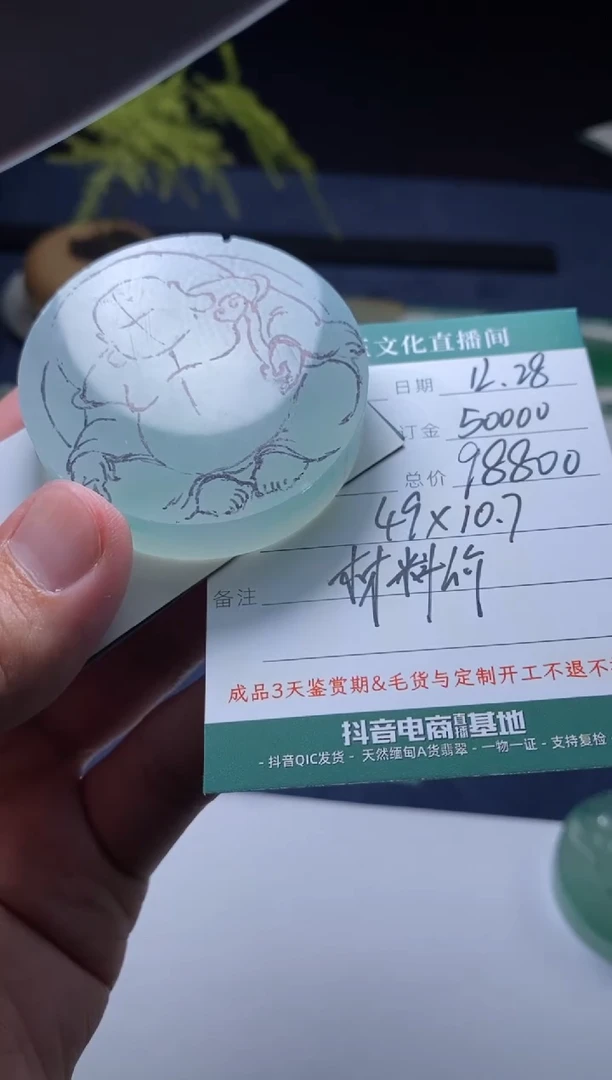 文化直播间
日期 12.28
订金 50000
总价 98800
49×10.7
备注 材料价
成品3天鉴赏期&毛货与定制开工不退不
抖音电商直播基地
- 抖音QIC发货 - 天然缅甸A货翡翠 - 一物一证 - 支持复检